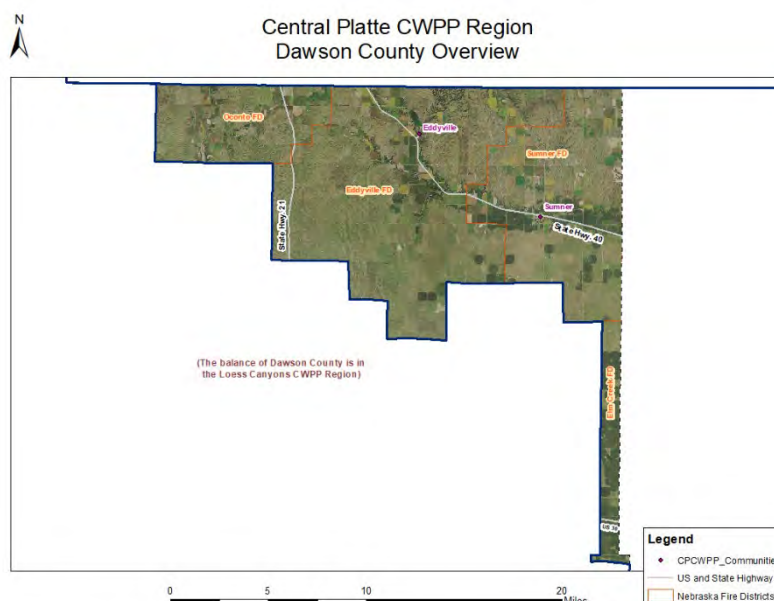 N
Central Platte CWPP Region
Dawson County Overview
Oconto FD
Eddyville
Sumner FD
Eddyville FD
Sumner
State Hwy. 21
State Hwy. 40
(The balance of Dawson County is in
the Loess Canyons CWPP Region)
Elm Creek FD
US 30
Legend
CPCWPP_Communitie
US and State Highway
Nebraska Fire Districts
0 5 10 20
Miles